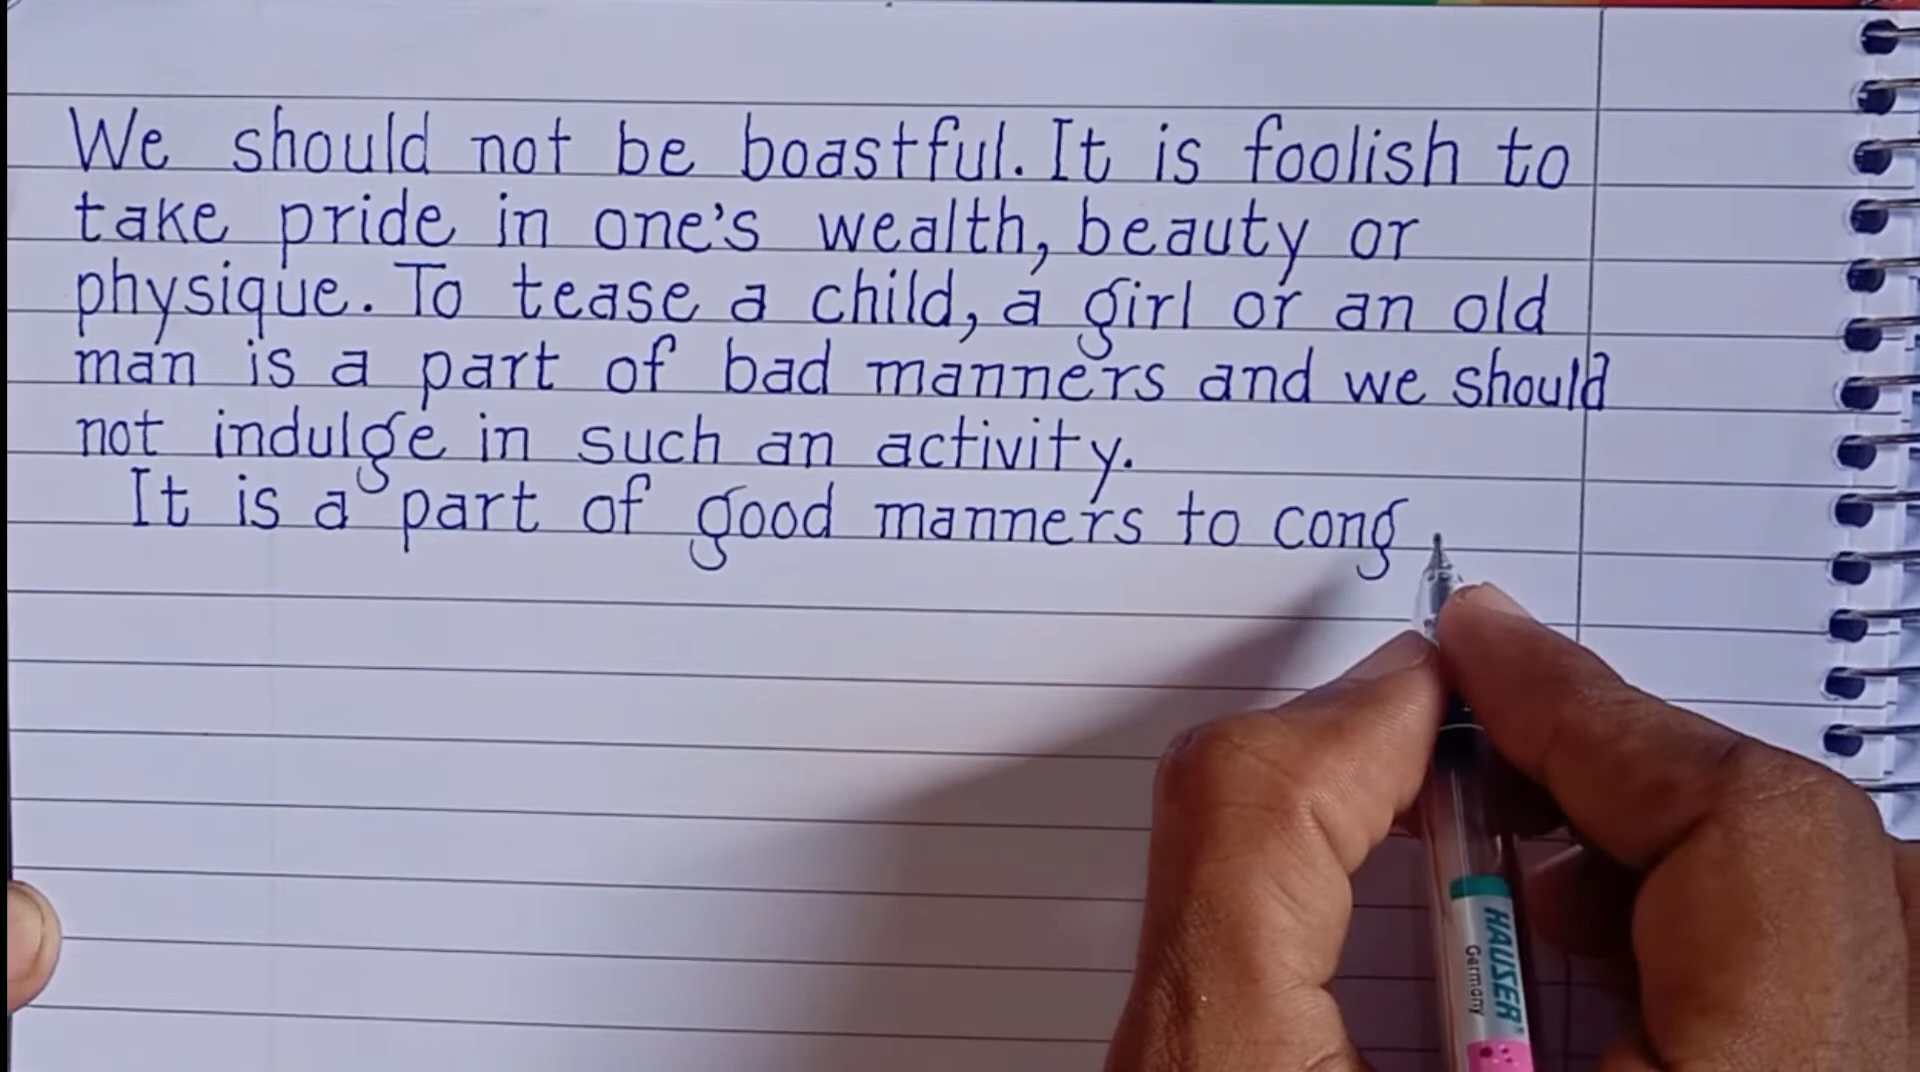 We should not be boastful. It is foolish to
take pride in one's wealth, beauty or
physique. To tease a child, a girl or an old
man is a part of bad manners and we should
not indulge in such an activity.
It is a part of good manners to cong
HAUSER
Germany